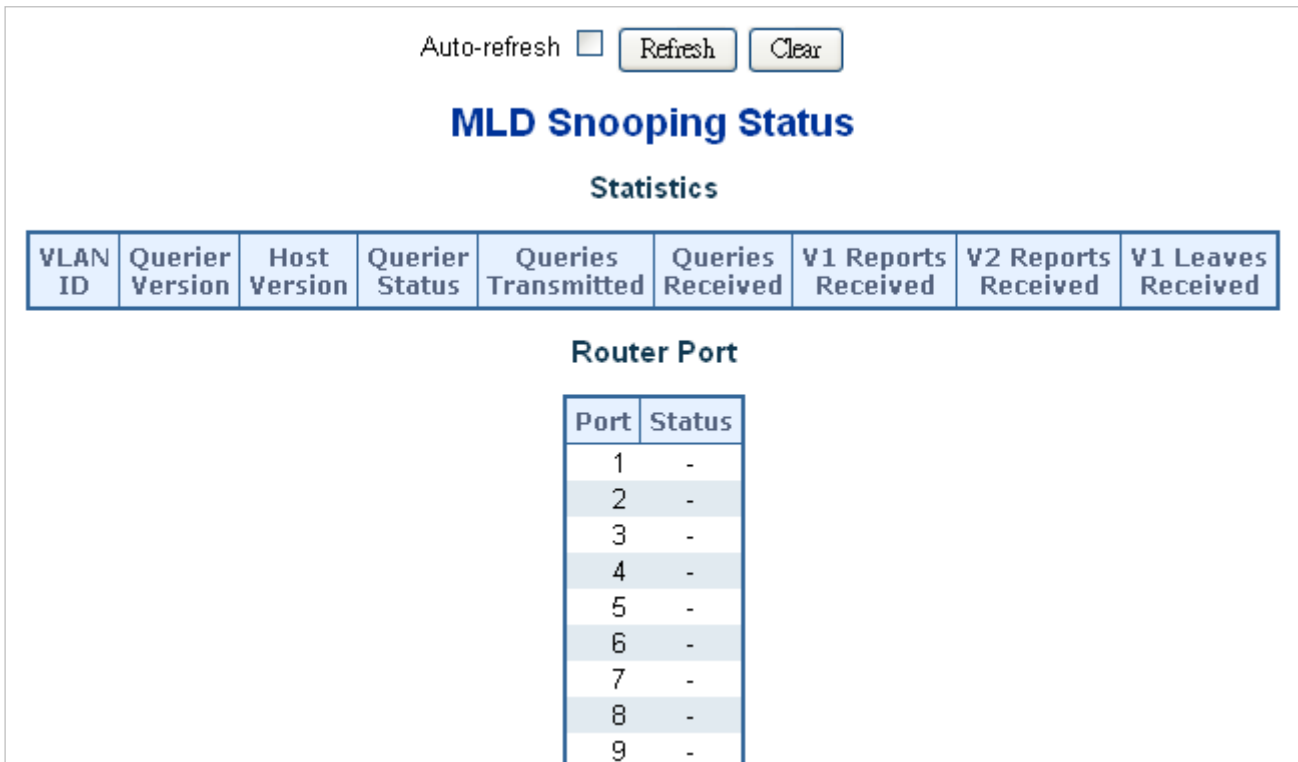 Auto-refresh Refresh Clear
MLD Snooping Status
Statistics
VLAN ID Querier Version Host Version Querier Status Queries Transmitted Queries Received V1 Reports Received V2 Reports Received V1 Leaves Received
Router Port
Port Status
1 -
2 -
3 -
4 -
5 -
6 -
7 -
8 -
9 -